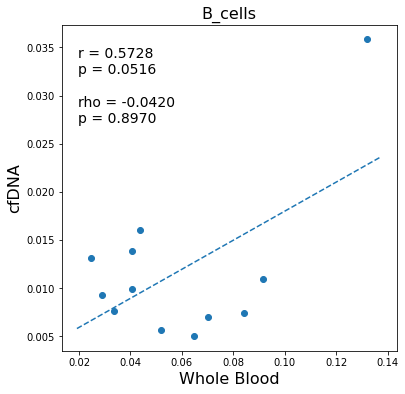 B_cells
r = 0.5728
p = 0.0516
rho = -0.0420
p = 0.8970
cfDNA
0.035
0.030
0.025
0.020
0.015
0.010
0.005
0.02 0.04 0.06 0.08 0.10 0.12 0.14
Whole Blood